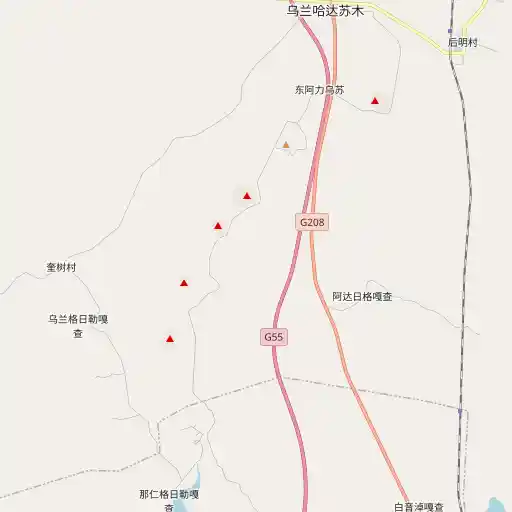 乌兰哈达苏木
后明村
东阿力乌苏
G208
奎树村
阿达日格嘎查
乌兰格日勒嘎
查
G55
那仁格日勒嘎
查
白音淖嘎查